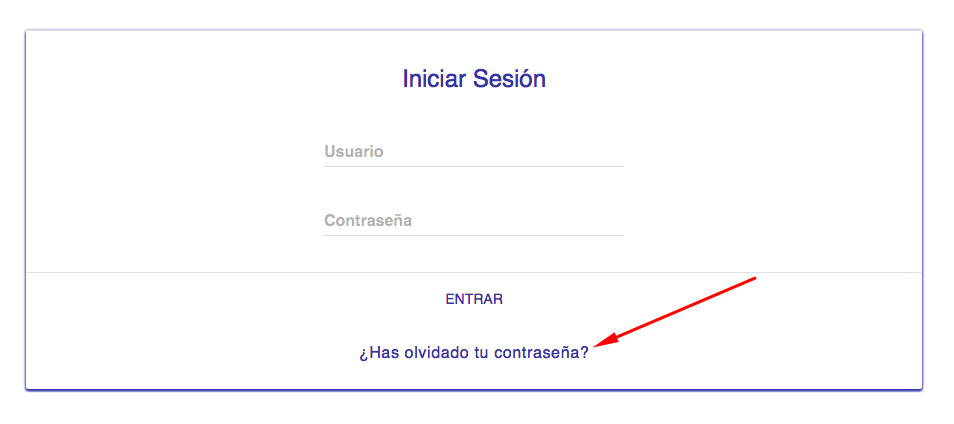 Iniciar Sesión
Usuario
Contraseña
ENTRAR
¿Has olvidado tu contraseña?